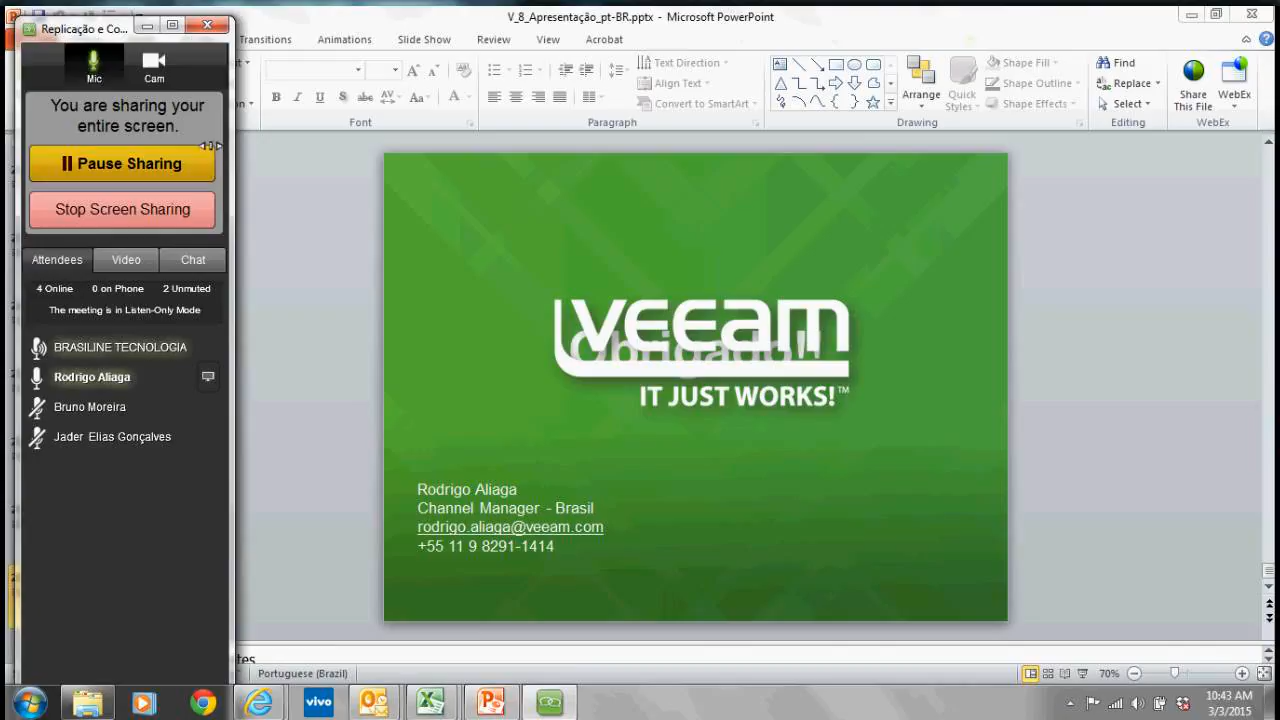 V_8_Apresentação_pt-BR.pptx - Microsoft PowerPoint
Replicação e Co...
Transitions
Animations
Slide Show
Review
View
Acrobat
Mic
Cam
You are sharing your
entire screen.
Pause Sharing
Stop Screen Sharing
Attendees
Video
Chat
4 Online
0 on Phone
2 Unmuted
The meeting is in Listen-Only Mode
BRASILINE TECNOLOGIA
Rodrigo Aliaga
Bruno Moreira
Jader Elias Gonçalves
B I U S abc AV Aa A
Font
Text Direction
Align Text
Convert to SmartArt
Paragraph
Arrange
Quick
Styles
Shape Fill
Shape Outline
Shape Effects
Drawing
Find
Replace
Select
Editing
Share
This File
WebEx
WebEx
veeam
Obrigado!!
IT JUST WORKS!™
Rodrigo Aliaga
Channel Manager - Brasil
rodrigo.aliaga@veeam.com
+55 11 9 8291-1414
tes
Portuguese (Brazil)
70%
vivo
10:43 AM
3/3/2015